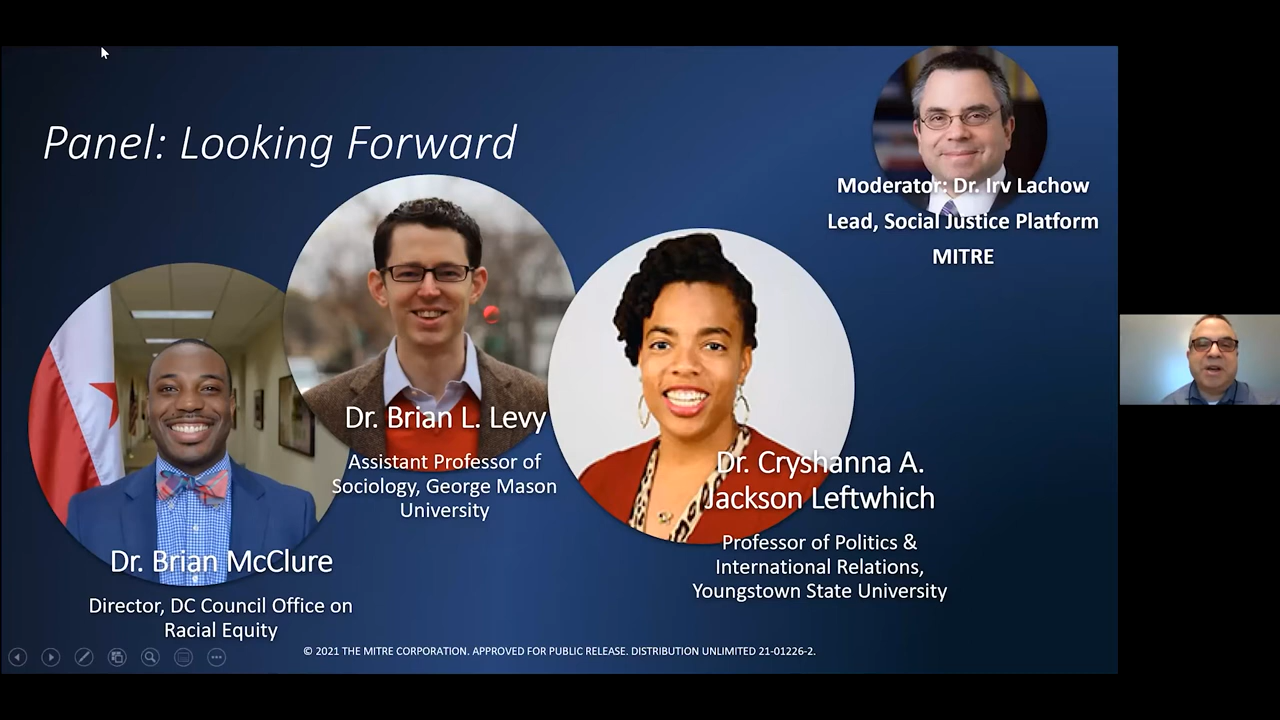 Panel: Looking Forward
Moderator: Dr. Irv Lachow
Lead, Social Justice Platform
MITRE
Dr. Brian L. Levy
Assistant Professor of
Sociology, George Mason
University
Dr. Cryshanna A.
Jackson Leftwhich
Professor of Politics &
International Relations,
Youngstown State University
Dr. Brian McClure
Director, DC Council Office on
Racial Equity
© 2021 THE MITRE CORPORATION. APPROVED FOR PUBLIC RELEASE. DISTRIBUTION UNLIMITED 21-01226-2.